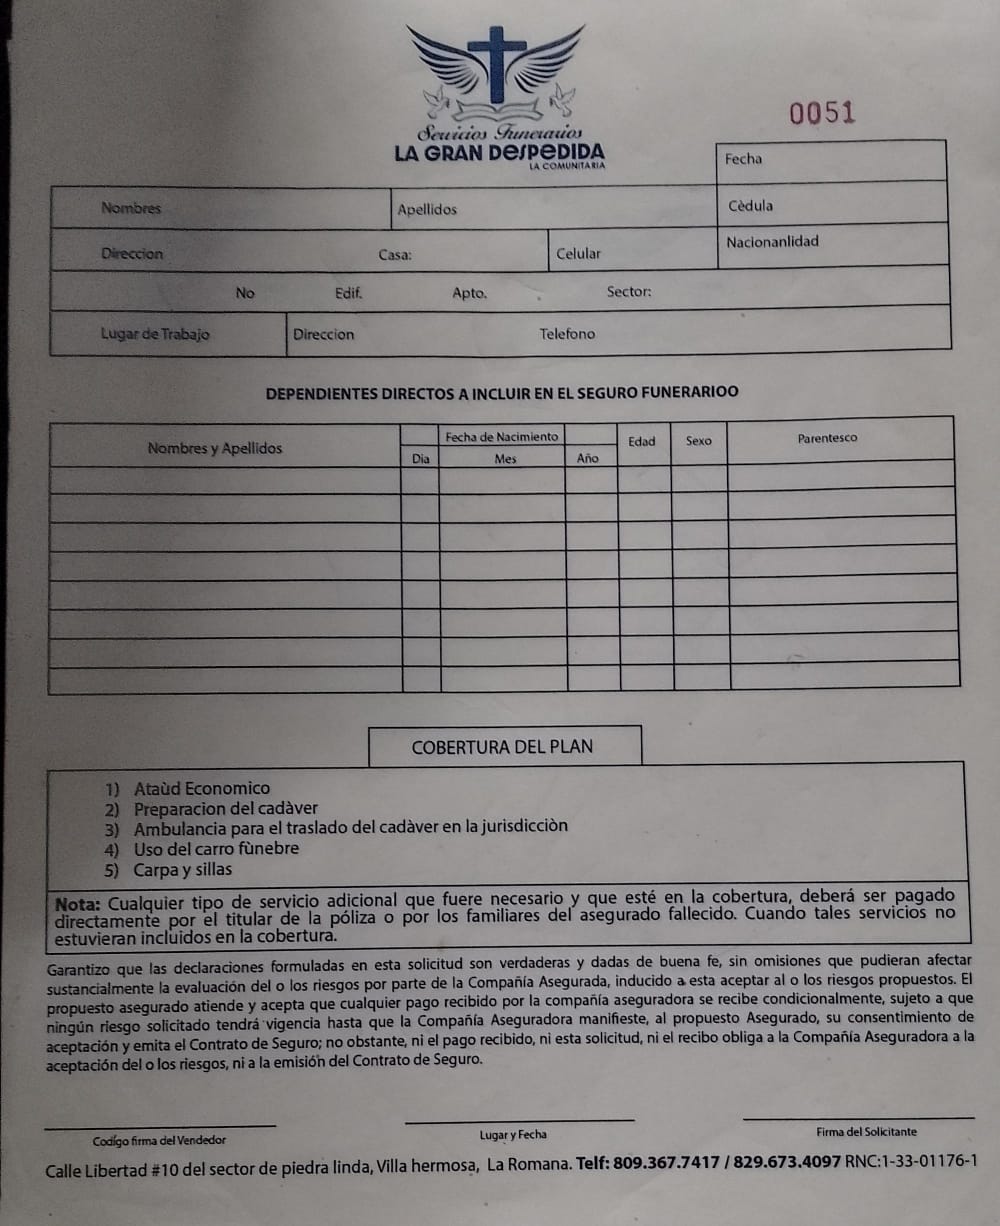 Servicios Funerarios
LA GRAN DESPEDIDA
LA COMUNITARIA
0051
Fecha
Nombres Apellidos Cèdula
Direccion Casa: Celular Nacionanlidad
No Edif. Apto. Sector:
Lugar de Trabajo Direccion Telefono
DEPENDIENTES DIRECTOS A INCLUIR EN EL SEGURO FUNERARIOO
Nombres y Apellidos Fecha de Nacimiento Edad Sexo Parentesco
Dia Mes Año
COBERTURA DEL PLAN
1) Ataùd Economico
2) Preparacion del cadàver
3) Ambulancia para el traslado del cadàver en la jurisdicciòn
4) Uso del carro fùnebre
5) Carpa y sillas
Nota: Cualquier tipo de servicio adicional que fuere necesario y que esté en la cobertura, deberá ser pagado
directamente por el titular de la póliza o por los familiares del asegurado fallecido. Cuando tales servicios no
estuvieran incluidos en la cobertura.
Garantizo que las declaraciones formuladas en esta solicitud son verdaderas y dadas de buena fe, sin omisiones que pudieran afectar
sustancialmente la evaluación del o los riesgos por parte de la Compañía Asegurada, inducido a esta aceptar al o los riesgos propuestos. El
propuesto asegurado atiende y acepta que cualquier pago recibido por la compañía aseguradora se recibe condicionalmente, sujeto a que
ningún riesgo solicitado tendrá vigencia hasta que la Compañía Aseguradora manifieste, al propuesto Asegurado, su consentimiento de
aceptación y emita el Contrato de Seguro; no obstante, ni el pago recibido, ni esta solicitud, ni el recibo obliga a la Compañía Aseguradora a la
aceptación del o los riesgos, ni a la emisión del Contrato de Seguro.
Codígo firma del Vendedor Lugar y Fecha Firma del Solicitante
Calle Libertad #10 del sector de piedra linda, Villa hermosa, La Romana. Telf: 809.367.7417 / 829.673.4097 RNC:1-33-01176-1